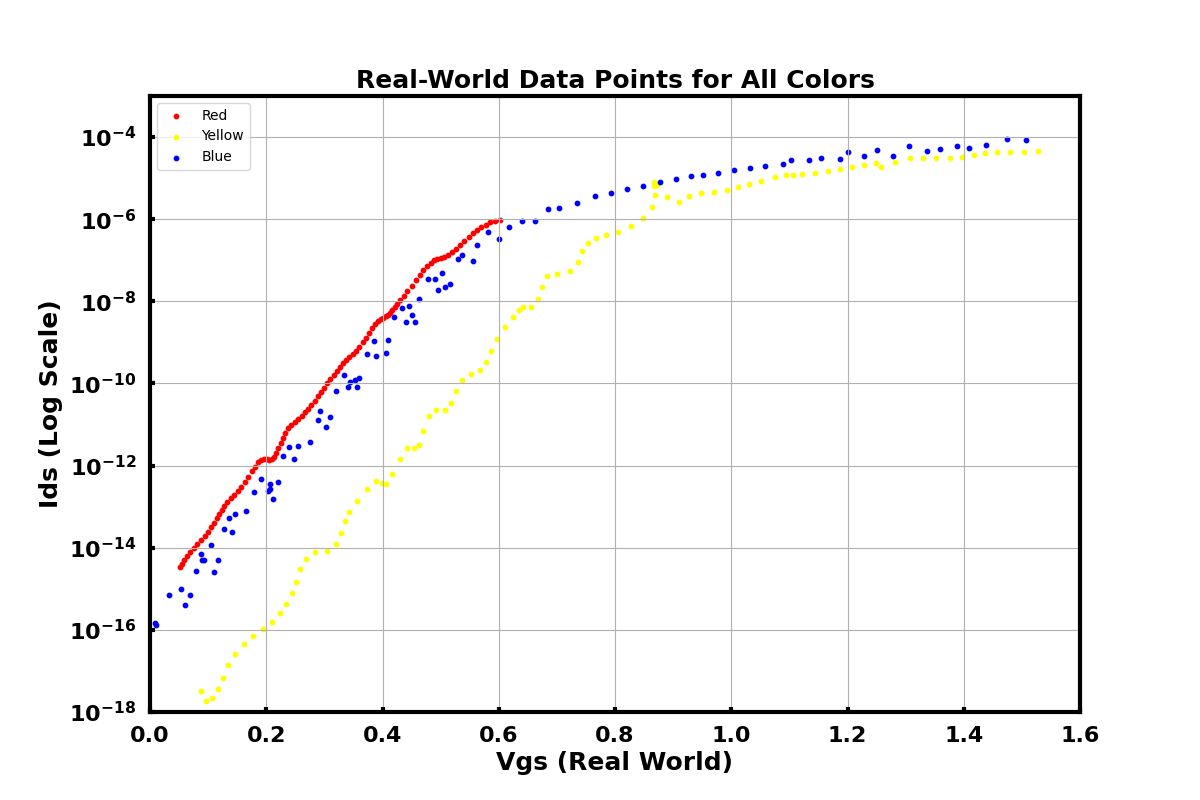 Real-World Data Points for All Colors
Red
Yellow
Blue
10⁻⁴
10⁻⁶
10⁻⁸
10⁻¹⁰
10⁻¹²
10⁻¹⁴
10⁻¹⁶
10⁻¹⁸
Ids (Log Scale)
0.0 0.2 0.4 0.6 0.8 1.0 1.2 1.4 1.6
Vgs (Real World)